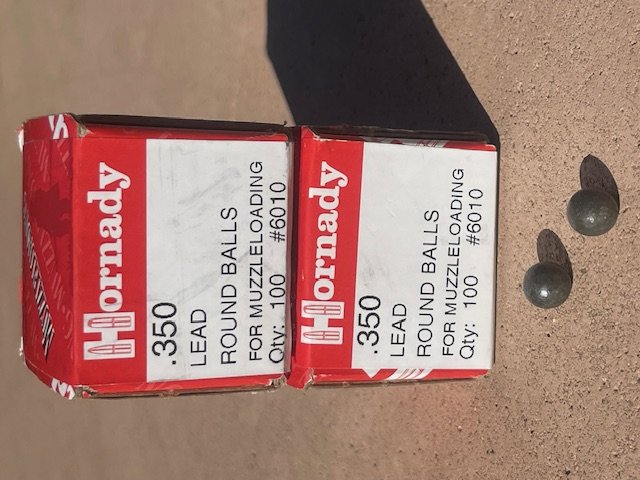 Hornady
.350
LEAD
ROUND BALLS
FOR MUZZLELOADING
Qty: 100 #6010
Hornady
.350
LEAD
ROUND BALLS
FOR MUZZLELOADING
Qty: 100 #6010